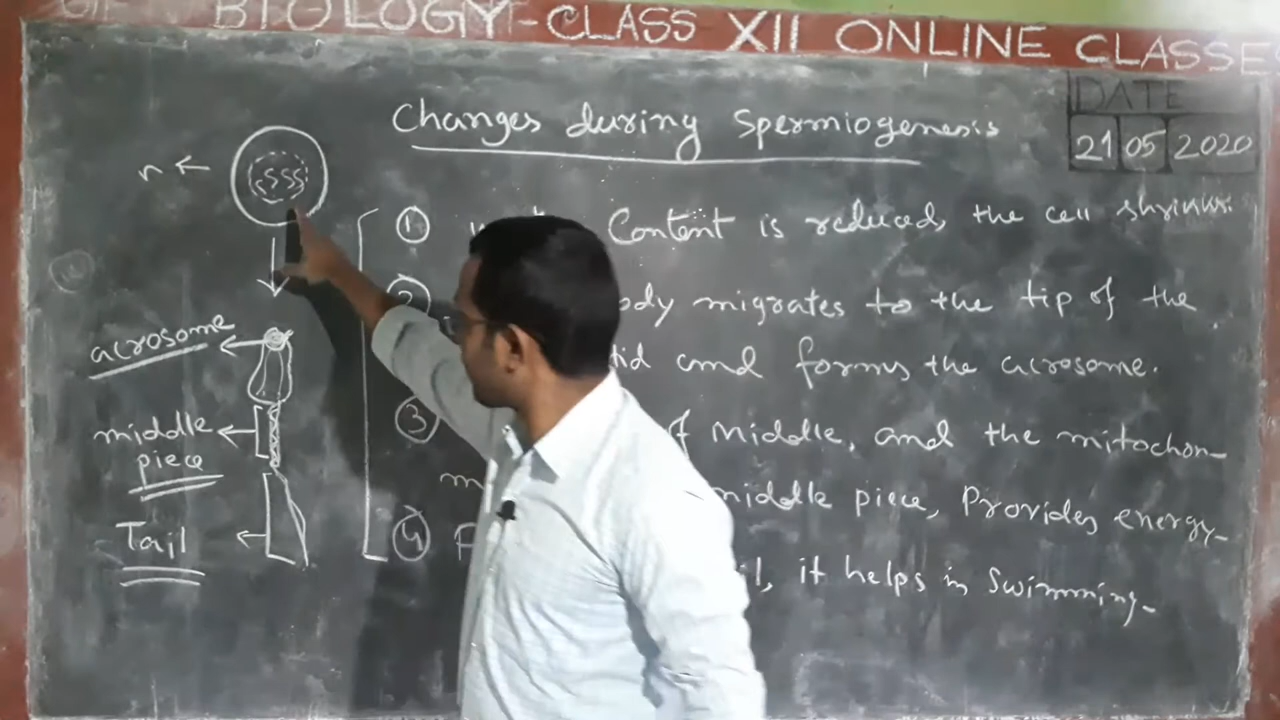 BIOLOGY-CLASS XII ONLINE CLASSES
DATE
21 05 2020
Changes during Spermiogenesis
n
① Content is reduced, the cell shrinks.
② body migrates to the tip of the
and forms the acrosome.
③ of middle, and the mitochon-
middle piece, Provides energy-
④ it helps in Swimming-
acrosome
middle
piece
Tail